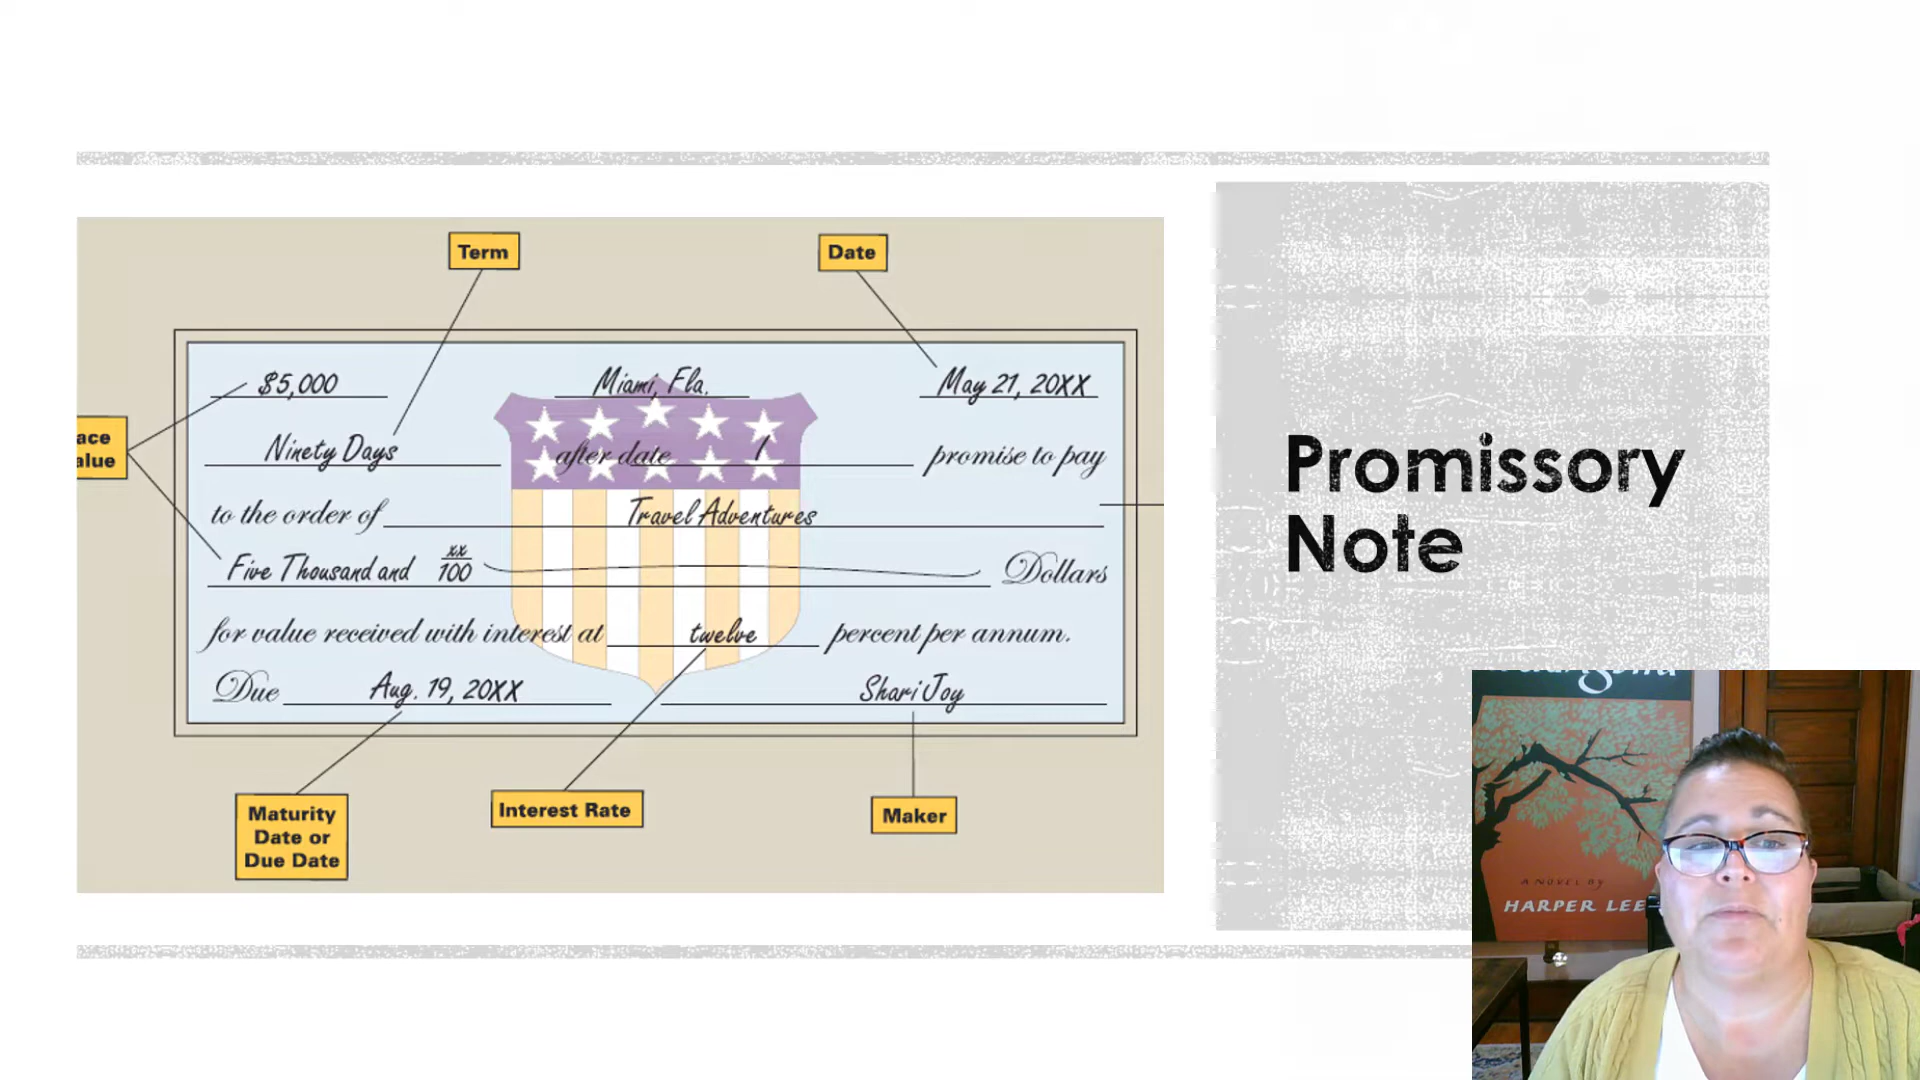 Term
Date
$5,000
Miami, Fla.
May 21, 20XX
ace
alue
Ninety Days after date I promise to pay
to the order of Travel Adventures
Five Thousand and xx/100 Dollars
for value received with interest at twelve percent per annum.
Due Aug. 19, 20XX
Shari Joy
Maturity
Date or
Due Date
Interest Rate
Maker
Promissory
Note
A NOVEL BY
HARPER LEE